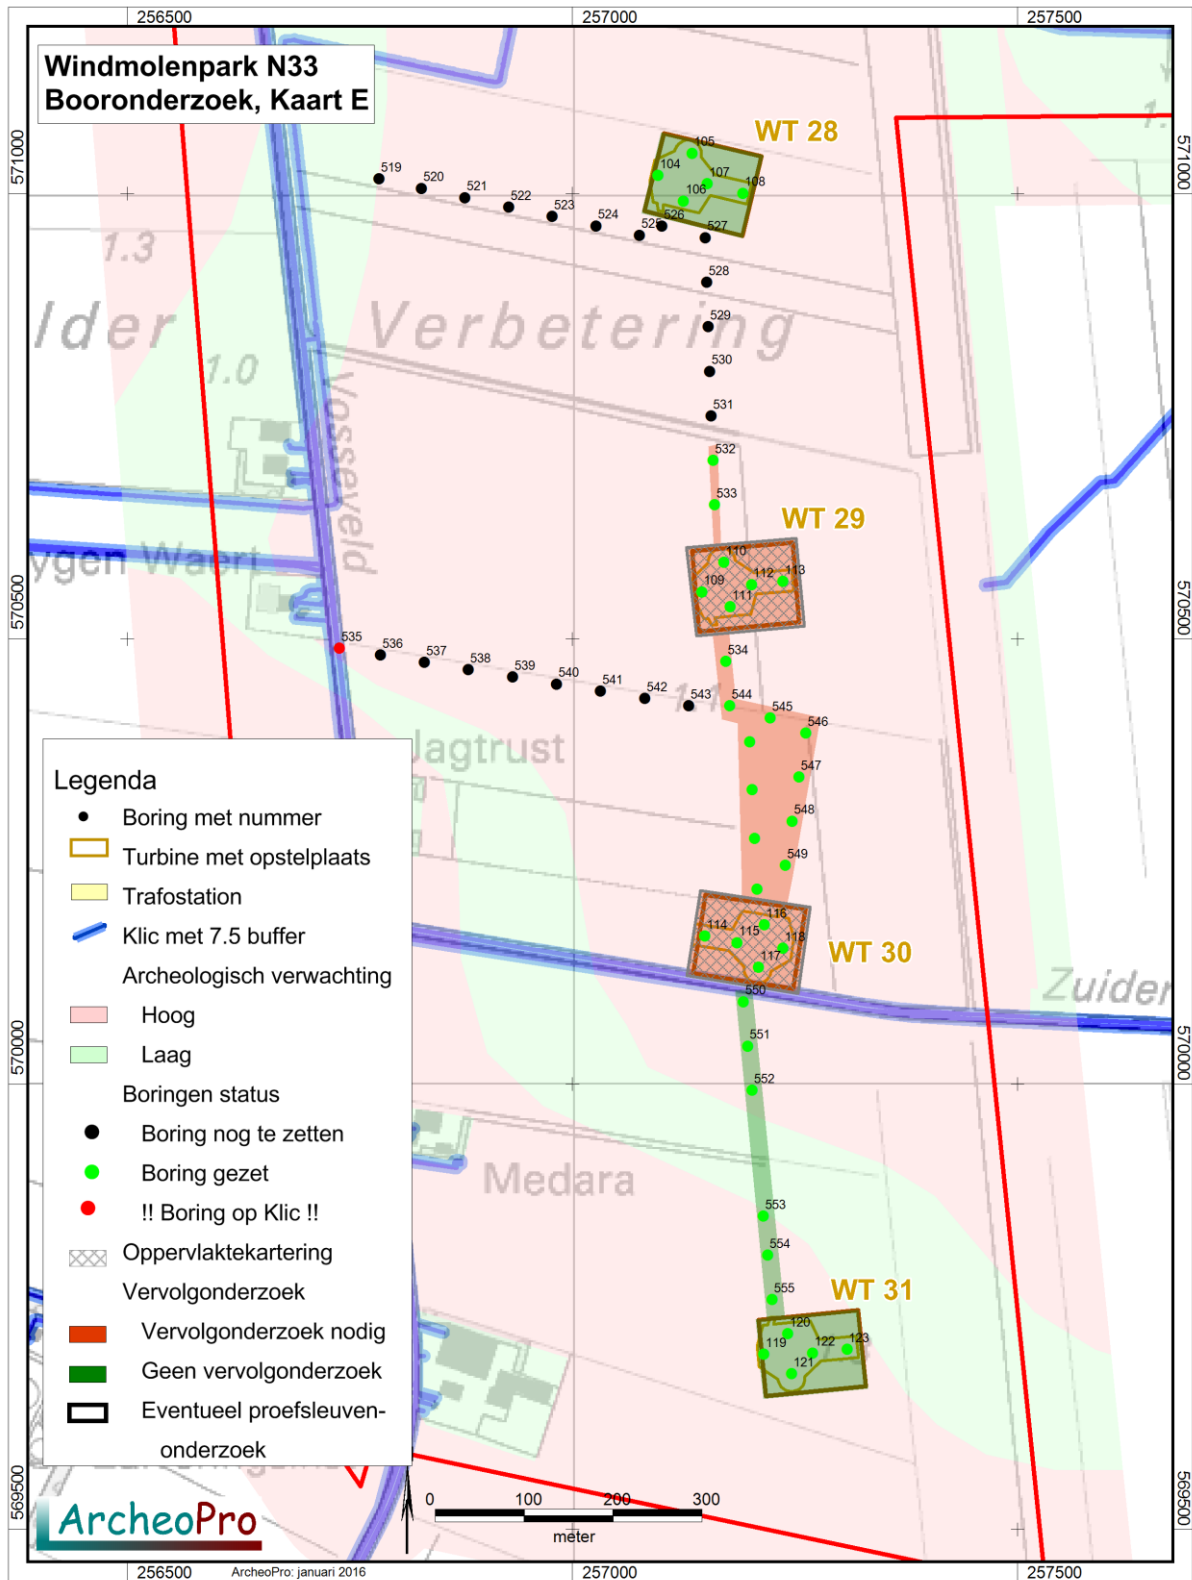 256500
257000
257500
Windmolenpark N33
Booronderzoek, Kaart E
WT 28
571000
571000
105
104
107
108
106
519
520
521
522
523
524
525
526
527
528
529
530
531
1.3
lder
Verbetering
1.0
Vosseveld
532
533
WT 29
110
109
112
113
111
ygen Waert
570500
570500
535
536
537
538
539
540
541
542
543
534
544
545
546
1.1
Jagtrust
547
548
549
Legenda
Boring met nummer
Turbine met opstelplaats
Trafostation
Klic met 7.5 buffer
Archeologisch verwachting
Hoog
Laag
Boringen status
Boring nog te zetten
Boring gezet
!! Boring op Klic !!
Oppervlaktekartering
Vervolgonderzoek
Vervolgonderzoek nodig
Geen vervolgonderzoek
Eventueel proefsleuven-
onderzoek
116
114
115
118
117
WT 30
Zuider
550
551
552
570000
570000
Medara
553
554
555
WT 31
120
119
122
123
121
569500
569500
ArcheoPro
0
100
200
300
meter
256500
ArcheoPro: januari 2016
257000
257500